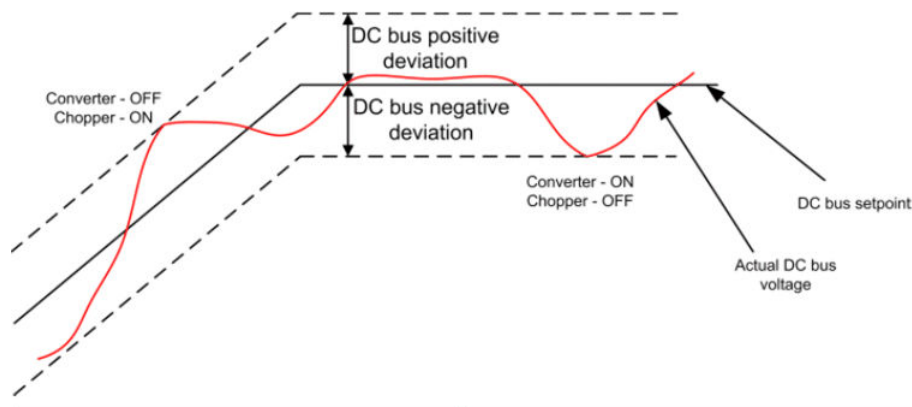 DC bus positive
deviation
Converter - OFF
Chopper - ON
DC bus negative
deviation
Converter - ON
Chopper - OFF
DC bus setpoint
Actual DC bus
voltage